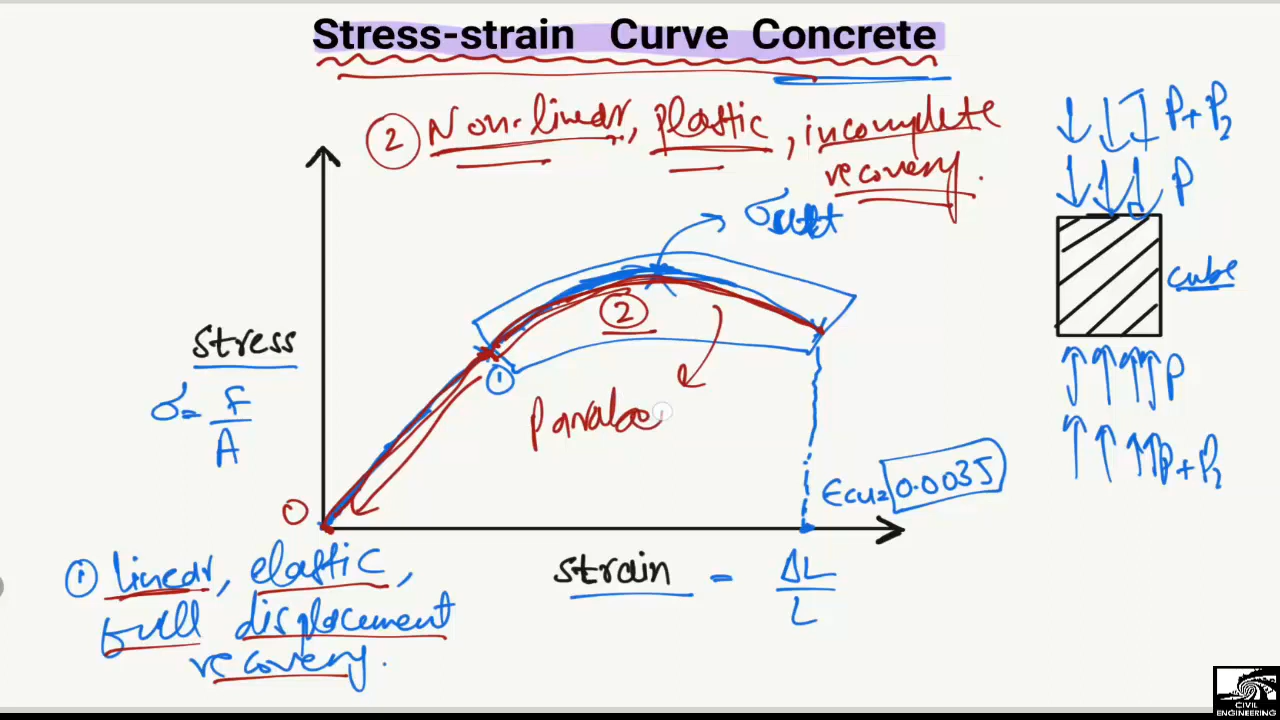 Stress-strain Curve Concrete
② Non-linear, plastic, incomplete
recovery.
P+P2
P
σult
cube
②
stress
σ= F/A
①
P
Parabo
P+P2
Ecu= 0.0035
0
strain = ΔL/L
① linear, elastic,
full displacement
recovery.
CIVIL
ENGINEERING